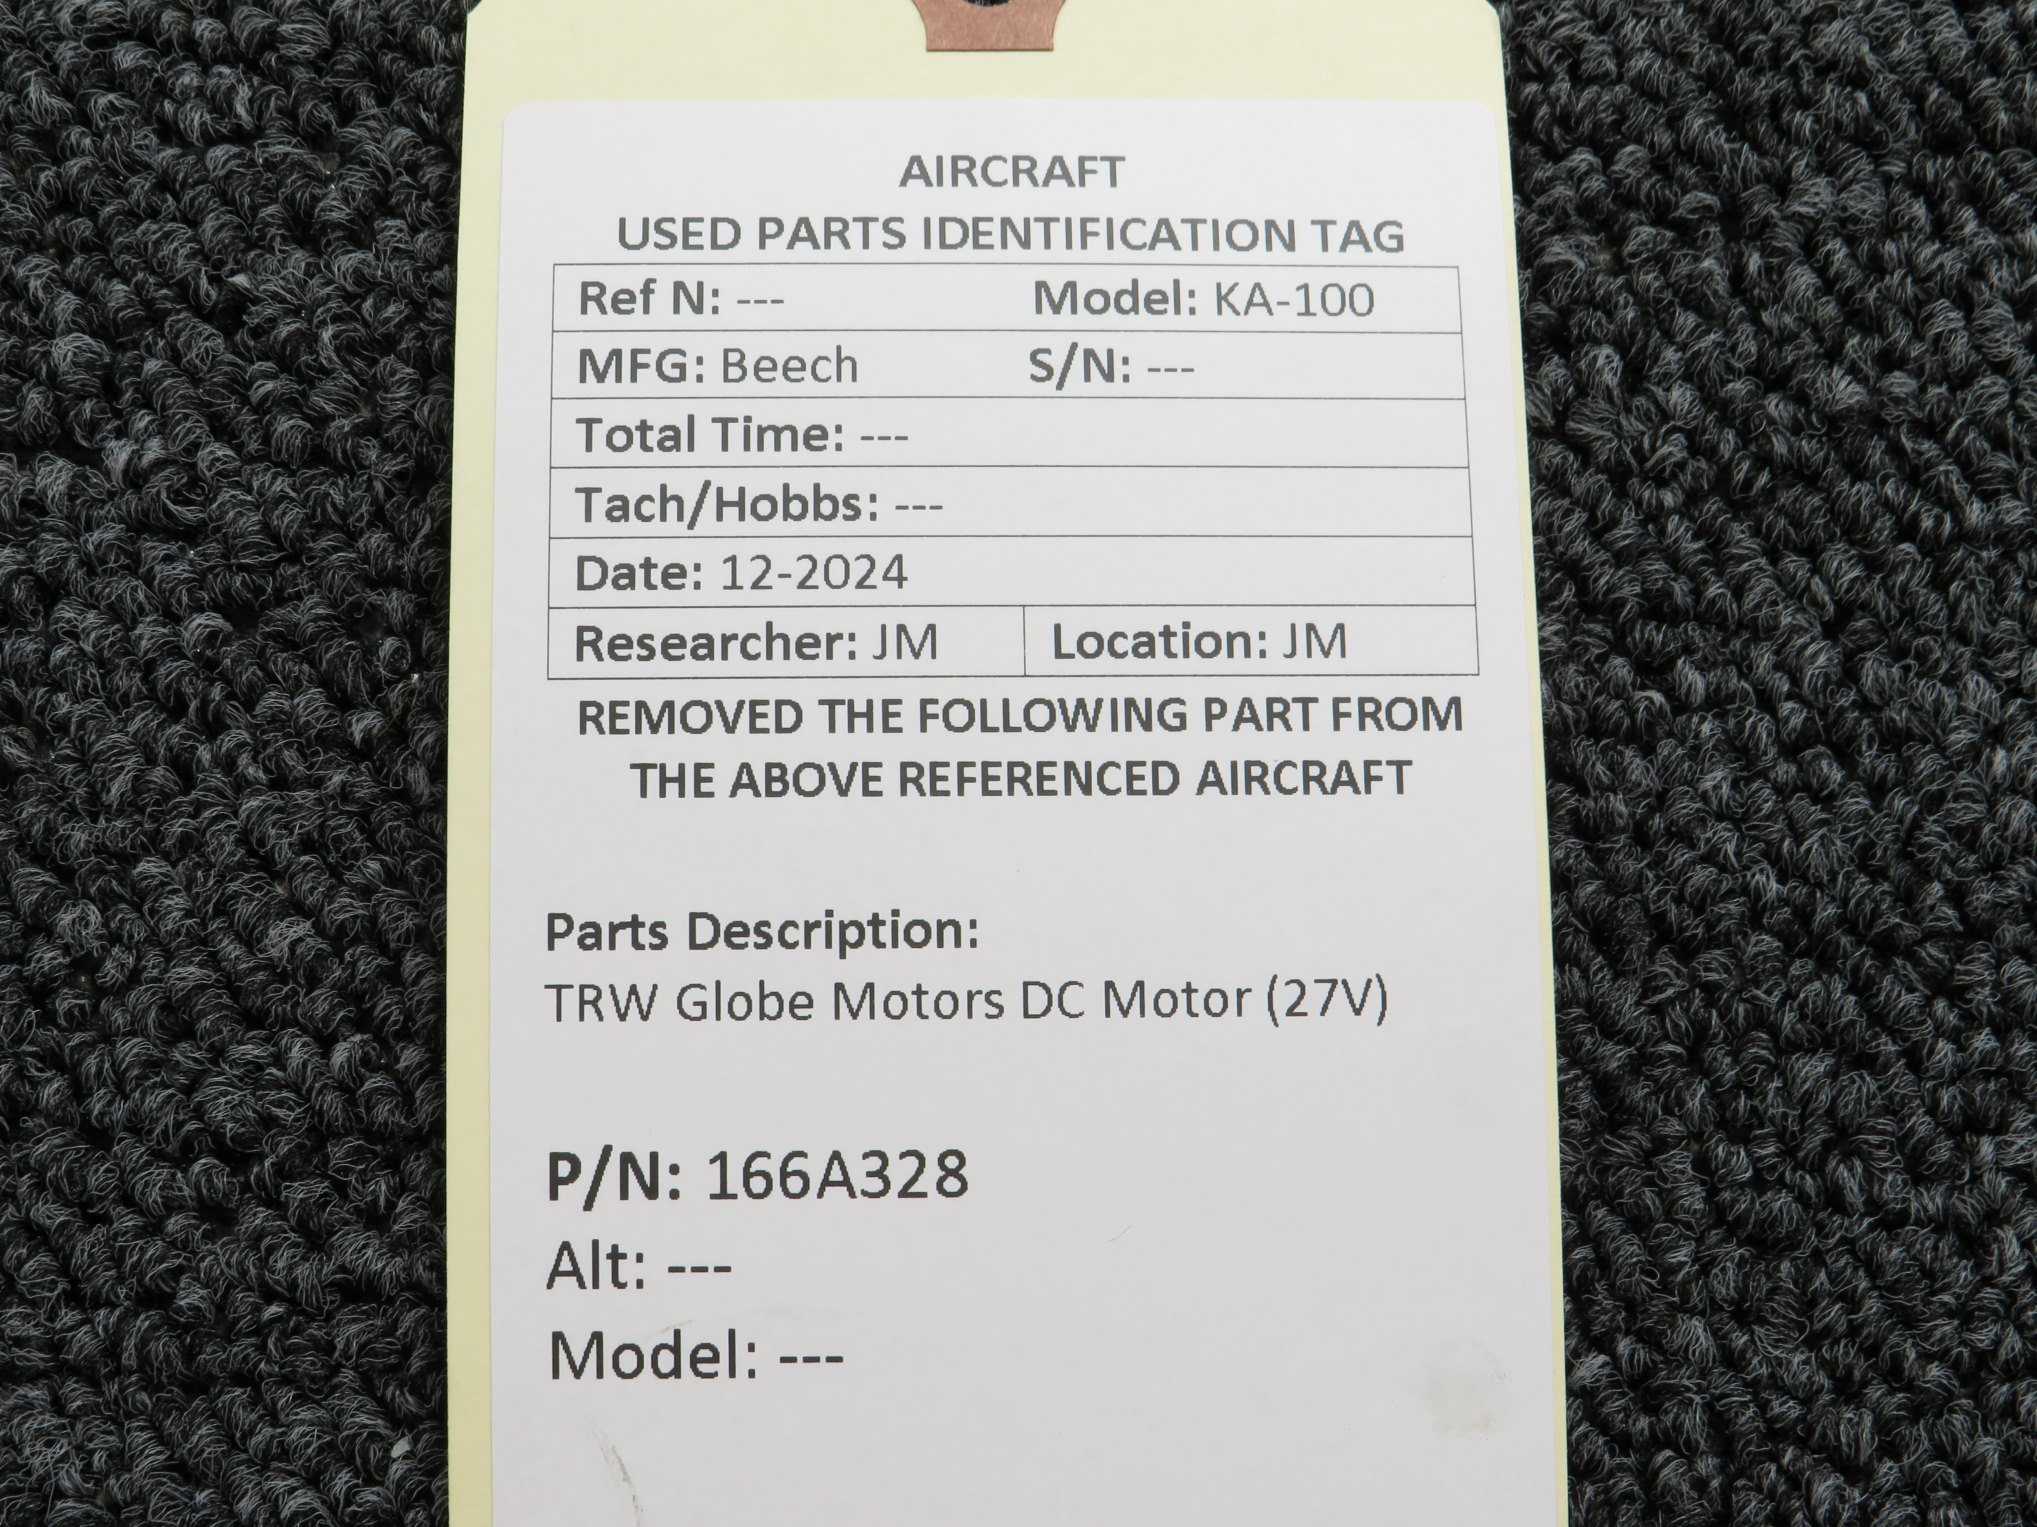 AIRCRAFT
USED PARTS IDENTIFICATION TAG
Ref N: --- Model: KA-100
MFG: Beech S/N: ---
Total Time: ---
Tach/Hobbs: ---
Date: 12-2024
Researcher: JM Location: JM
REMOVED THE FOLLOWING PART FROM
THE ABOVE REFERENCED AIRCRAFT
Parts Description:
TRW Globe Motors DC Motor (27V)
P/N: 166A328
Alt: ---
Model: ---